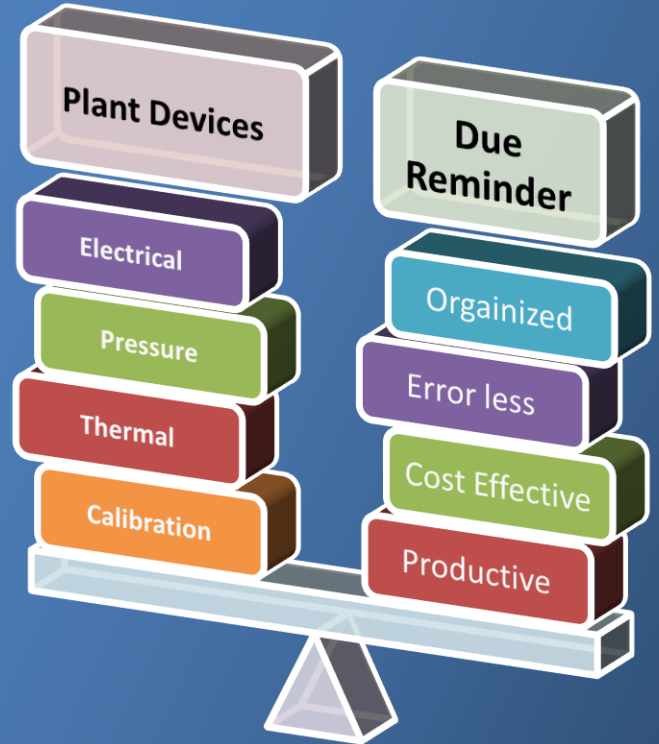 Plant Devices
Electrical
Pressure
Thermal
Calibration
Due
Reminder
Orgainized
Error less
Cost Effective
Productive